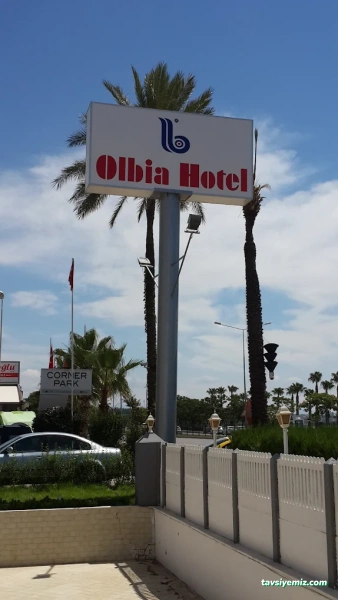 Olbia Hotel
CORNER
PARK
tavsiyemiz.com